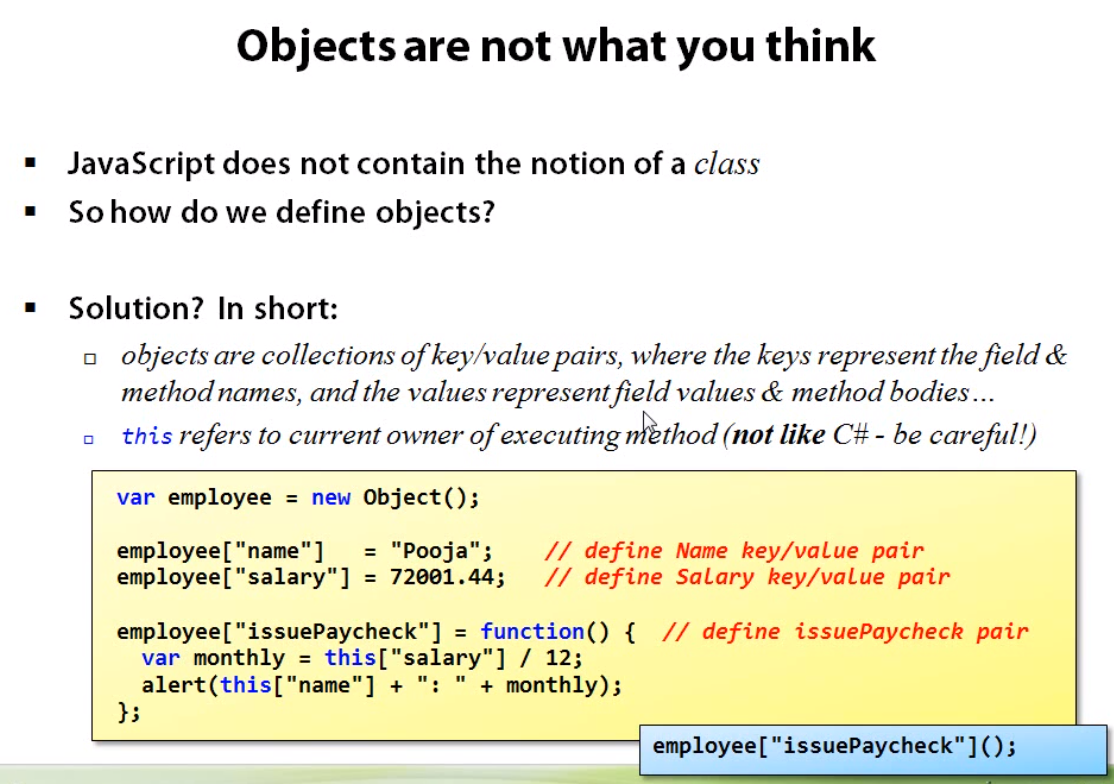 Objects are not what you think
▪ JavaScript does not contain the notion of a class
▪ So how do we define objects?
▪ Solution? In short:
▫ objects are collections of key/value pairs, where the keys represent the field &
method names, and the values represent field values & method bodies…
▫ this refers to current owner of executing method (not like C# - be careful!)
var employee = new Object();
employee["name"]   = "Pooja";    // define Name key/value pair
employee["salary"] = 72001.44;   // define Salary key/value pair
employee["issuePaycheck"] = function() {  // define issuePaycheck pair
  var monthly = this["salary"] / 12;
  alert(this["name"] + ": " + monthly);
};
employee["issuePaycheck"]();